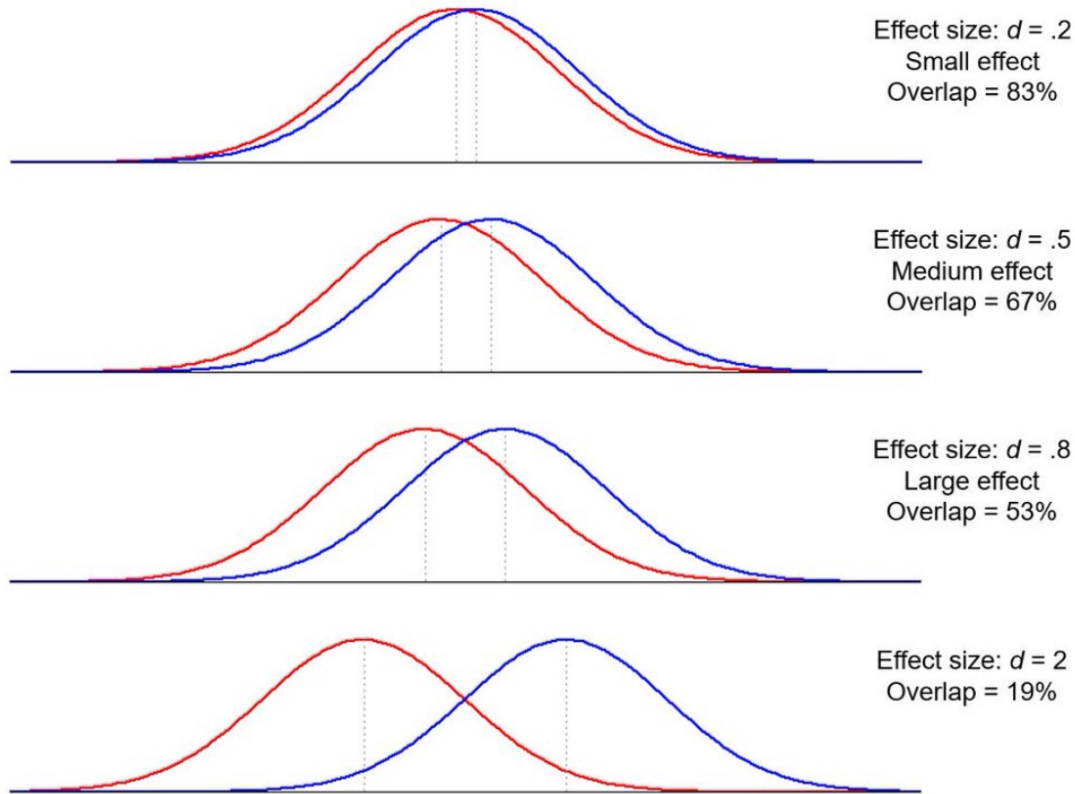 Effect size: d = .2
Small effect
Overlap = 83%
Effect size: d = .5
Medium effect
Overlap = 67%
Effect size: d = .8
Large effect
Overlap = 53%
Effect size: d = 2
Overlap = 19%